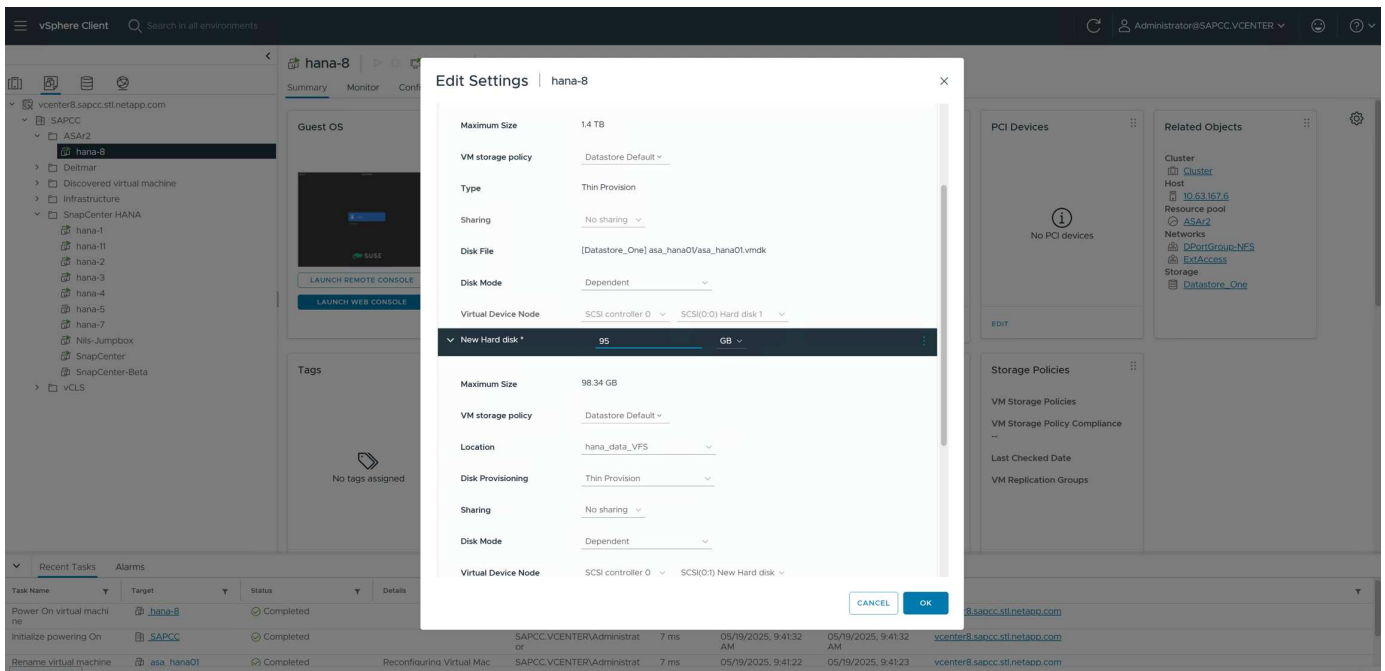 vSphere Client
Search in all environments
Administrator@SAPCC.VCENTER
hana-8
Summary Monitor Confi
vcenter8.sapcc.stl.netapp.com
SAPCC
ASAr2
hana-8
Deitmar
Discovered virtual machine
Infrastructure
SnapCenter HANA
hana-1
hana-11
hana-2
hana-3
hana-4
hana-5
hana-7
Nils-Jumpbox
SnapCenter
SnapCenter-Beta
vCLS
Guest OS
SUSE
LAUNCH REMOTE CONSOLE
LAUNCH WEB CONSOLE
Tags
No tags assigned
Edit Settings | hana-8
Maximum Size 1.4 TB
VM storage policy Datastore Default
Type Thin Provision
Sharing No sharing
Disk File [Datastore_One] asa_hana01/asa_hana01.vmdk
Disk Mode Dependent
Virtual Device Node SCSI controller 0 SCSI(0:0) Hard disk 1
New Hard disk * 95 GB
Maximum Size 98.34 GB
VM storage policy Datastore Default
Location hana_data_VFS
Disk Provisioning Thin Provision
Sharing No sharing
Disk Mode Dependent
Virtual Device Node SCSI controller 0 SCSI(0:1) New Hard disk
CANCEL OK
PCI Devices
No PCI devices
EDIT
Related Objects
Cluster
Cluster
Host
10.63.167.6
Resource pool
ASAr2
Networks
DPortGroup-NFS
ExtAccess
Storage
Datastore_One
Storage Policies
VM Storage Policies
VM Storage Policy Compliance
--
Last Checked Date
VM Replication Groups
Recent Tasks Alarms
Task Name Target Status Details
Power On virtual machi
ne hana-8 Completed 8.sapcc.stl.netapp.com
Initialize powering On SAPCC Completed SAPCC.VCENTER\Administrat
or 7 ms 05/19/2025, 9:41:32
AM 05/19/2025, 9:41:32
AM vcenter8.sapcc.stl.netapp.com
Rename virtual machine asa_hana01 Completed Reconfiguring Virtual Mac SAPCC.VCENTER\Administrat 7 ms 05/19/2025, 9:41:22 05/19/2025, 9:41:23 vcenter8.sapcc.stl.netapp.com